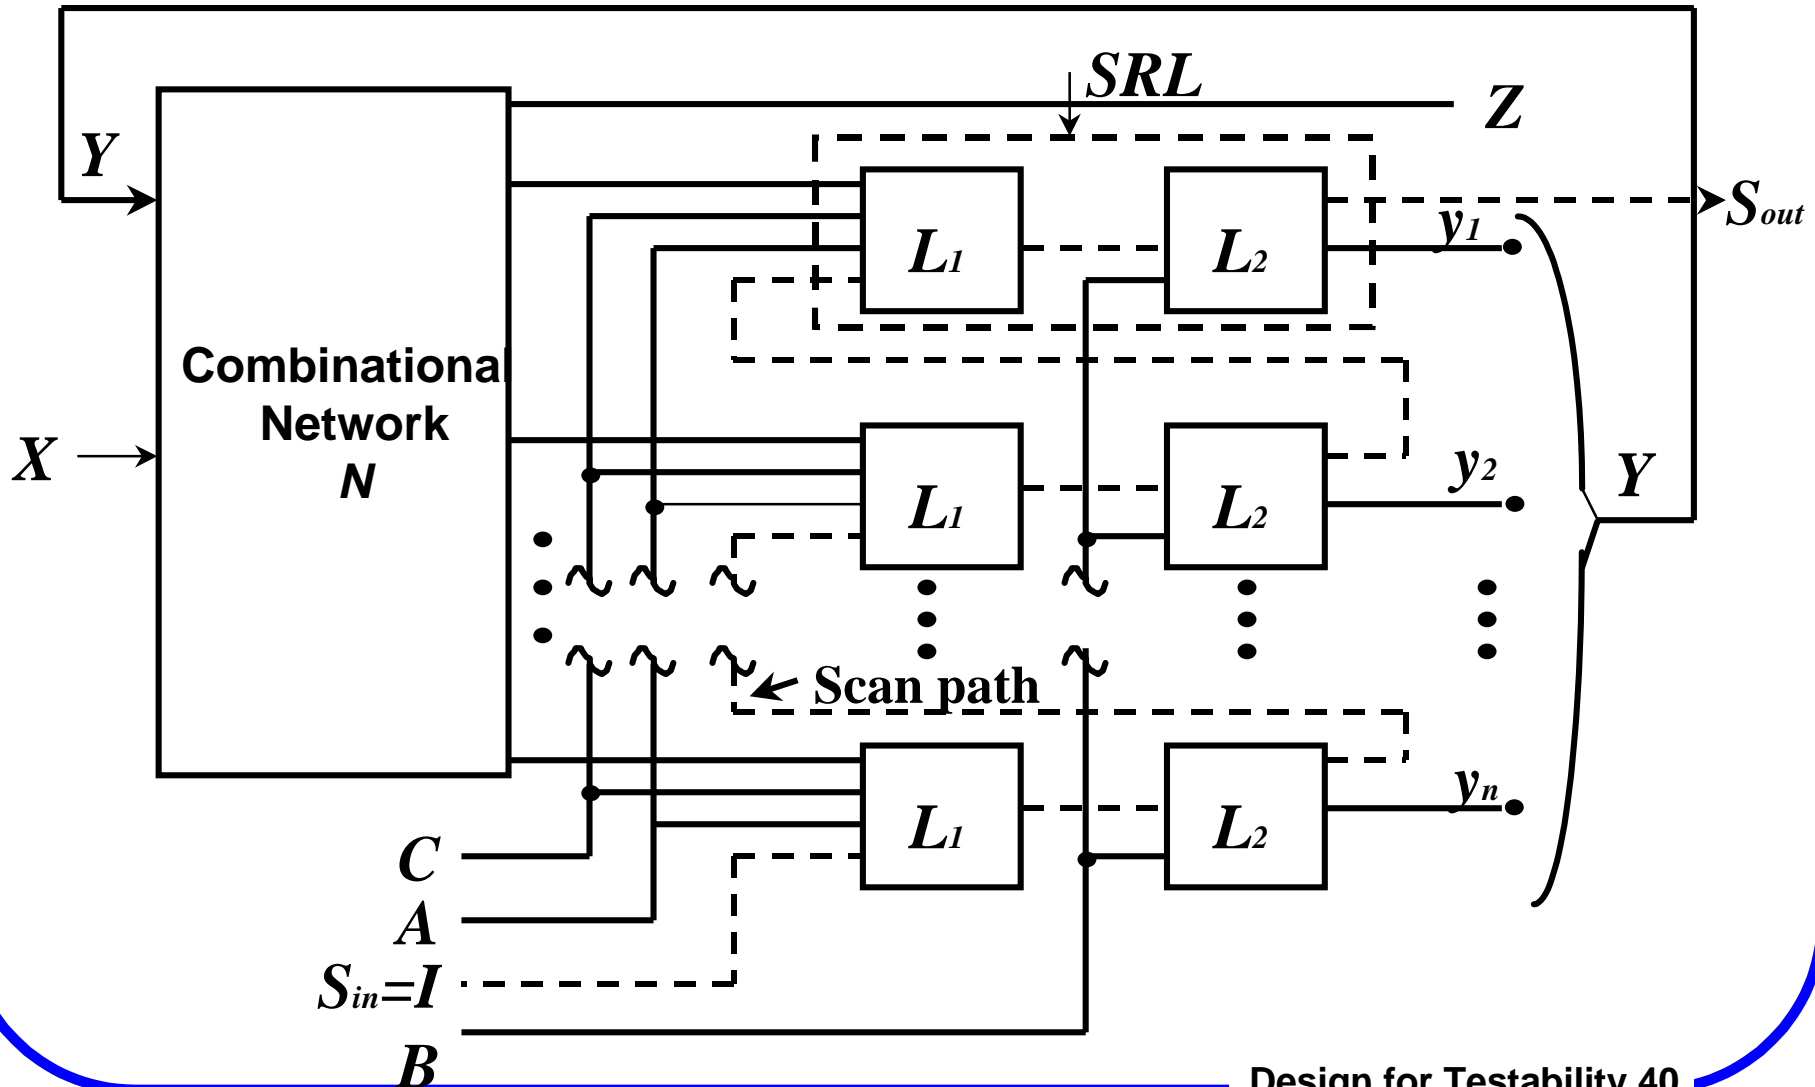 SRL
Z
Y
Sout
y1
L1
L2
Combinational
Network
N
X
y2
Y
L1
L2
Scan path
yn
L1
L2
C
A
Sin=I
B
Design for Testability 40